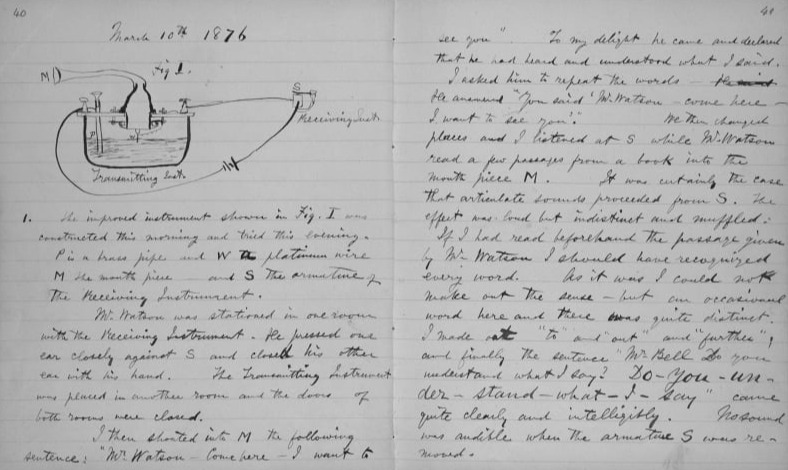 40
March 10th 1876
M
Fig 1.
S
Receiving Inst.
P
W
Transmitting Inst.
1. The improved instrument shown in Fig. I was
constructed this morning and tried this evening.
P is a brass pipe and W the platinum wire
M the mouth piece and S the armature of
the Receiving Instrument.
Mr. Watson was stationed in one room
with the Receiving Instrument. He pressed one
ear closely against S and closed his other
ear with his hand. The Transmitting Instrument
was placed in another room and the doors of
both rooms were closed.
I then shouted into M the following
sentence: "Mr. Watson – Come here – I want to
41
see you". To my delight he came and declared
that he had heard and understood what I said.
I asked him to repeat the words –
He answered "You said 'Mr. Watson – come here –
I want to see you'." We then changed
places and I listened at S while Mr. Watson
read a few passages from a book into the
mouth piece M. It was certainly the case
that articulate sounds proceeded from S. The
effect was loud but indistinct and muffled.
If I had read beforehand the passage given
by Mr. Watson I should have recognized
every word. As it was I could not
make out the sense – but an occasional
word here and there was quite distinct.
I made out "to" and "out" and "further";
and finally the sentence "Mr. Bell Do you
understand what I say? Do – you – un –
der – stand – what – I – say" came
quite clearly and intelligibly. No sound
was audible when the armature S was re-
moved.